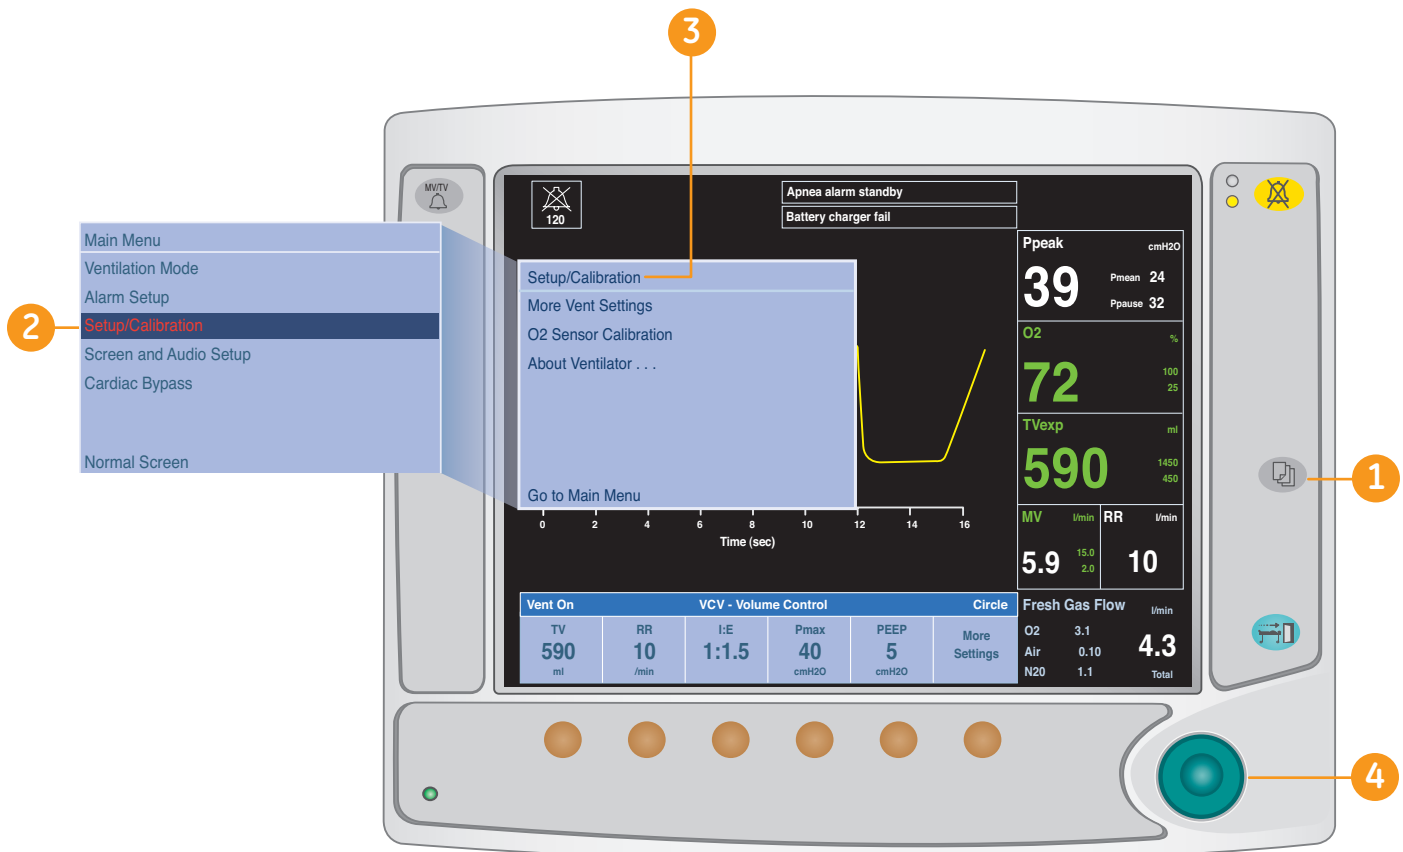 3
MV/TV
120
Apnea alarm standby
Battery charger fail
Main Menu
Ventilation Mode
Alarm Setup
2
Setup/Calibration
Screen and Audio Setup
Cardiac Bypass
Normal Screen
Setup/Calibration
More Vent Settings
O2 Sensor Calibration
About Ventilator . . .
Go to Main Menu
0 2 4 6 8 10 12 14 16
Time (sec)
Ppeak cmH2O
39
Pmean 24
Ppause 32
O2 %
72
100
25
TVexp ml
590
1450
450
MV l/min
5.9
15.0
2.0
RR l/min
10
1
Vent On VCV - Volume Control Circle
TV
590
ml
RR
10
/min
I:E
1:1.5
Pmax
40
cmH2O
PEEP
5
cmH2O
More
Settings
Fresh Gas Flow l/min
O2 3.1
Air 0.10
N20 1.1
4.3
Total
4